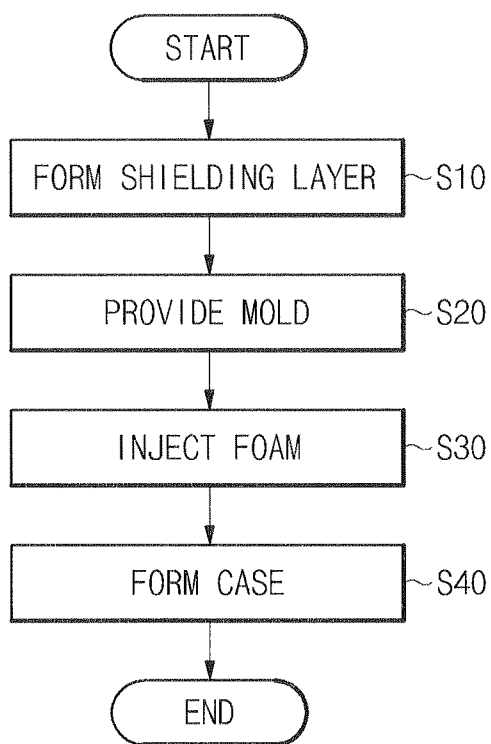 START
FORM SHIELDING LAYER
S10
PROVIDE MOLD
S20
INJECT FOAM
S30
FORM CASE
S40
END